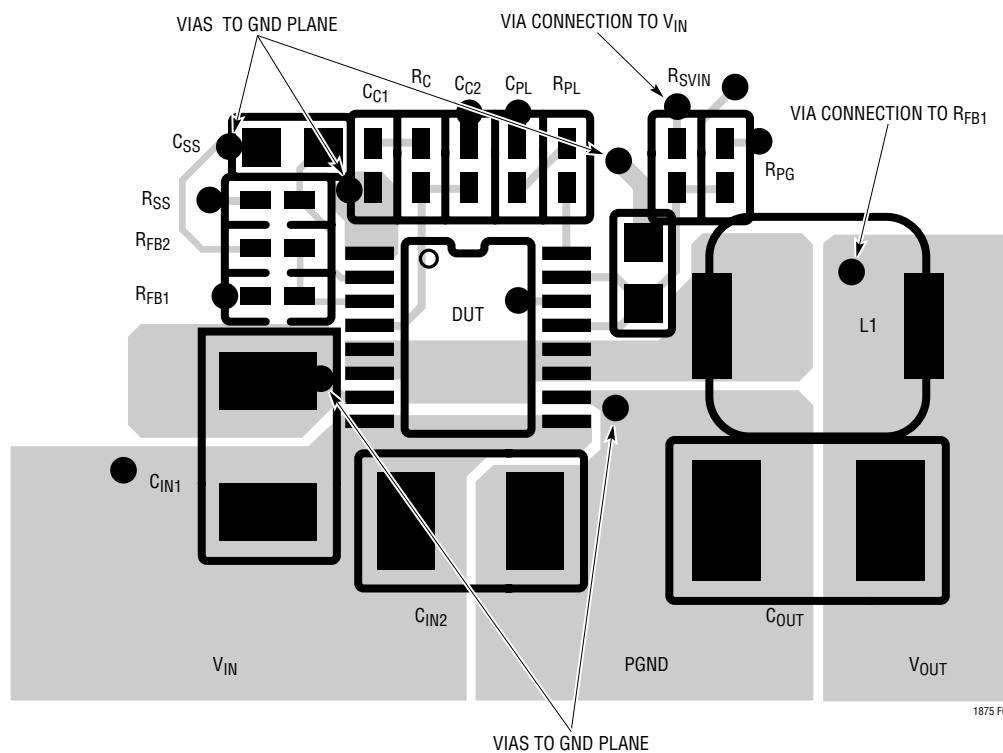 VIAS TO GND PLANE
VIA CONNECTION TO VIN
CC1
RC
CC2
CPL
RPL
RSVIN
VIA CONNECTION TO RFB1
CSS
RPG
RSS
RFB2
RFB1
DUT
L1
CIN1
CIN2
COUT
VIN
PGND
VOUT
VIAS TO GND PLANE